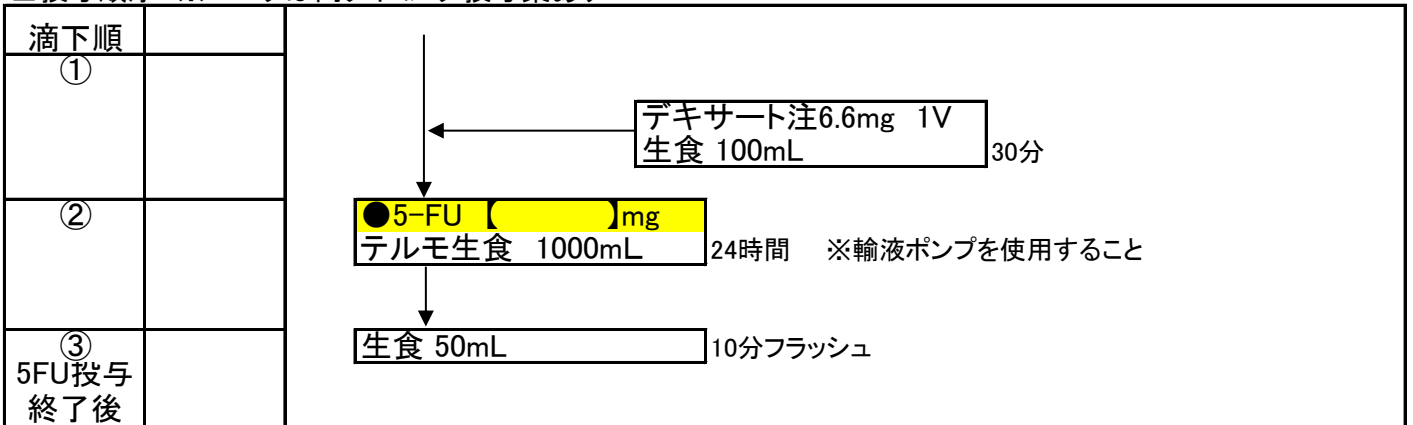 滴下順
①
デキサート注6.6mg 1V
生食 100mL
30分
②
●5-FU【　　　】mg
テルモ生食 1000mL
24時間 ※輸液ポンプを使用すること
③
生食 50mL
10分フラッシュ
5FU投与
終了後